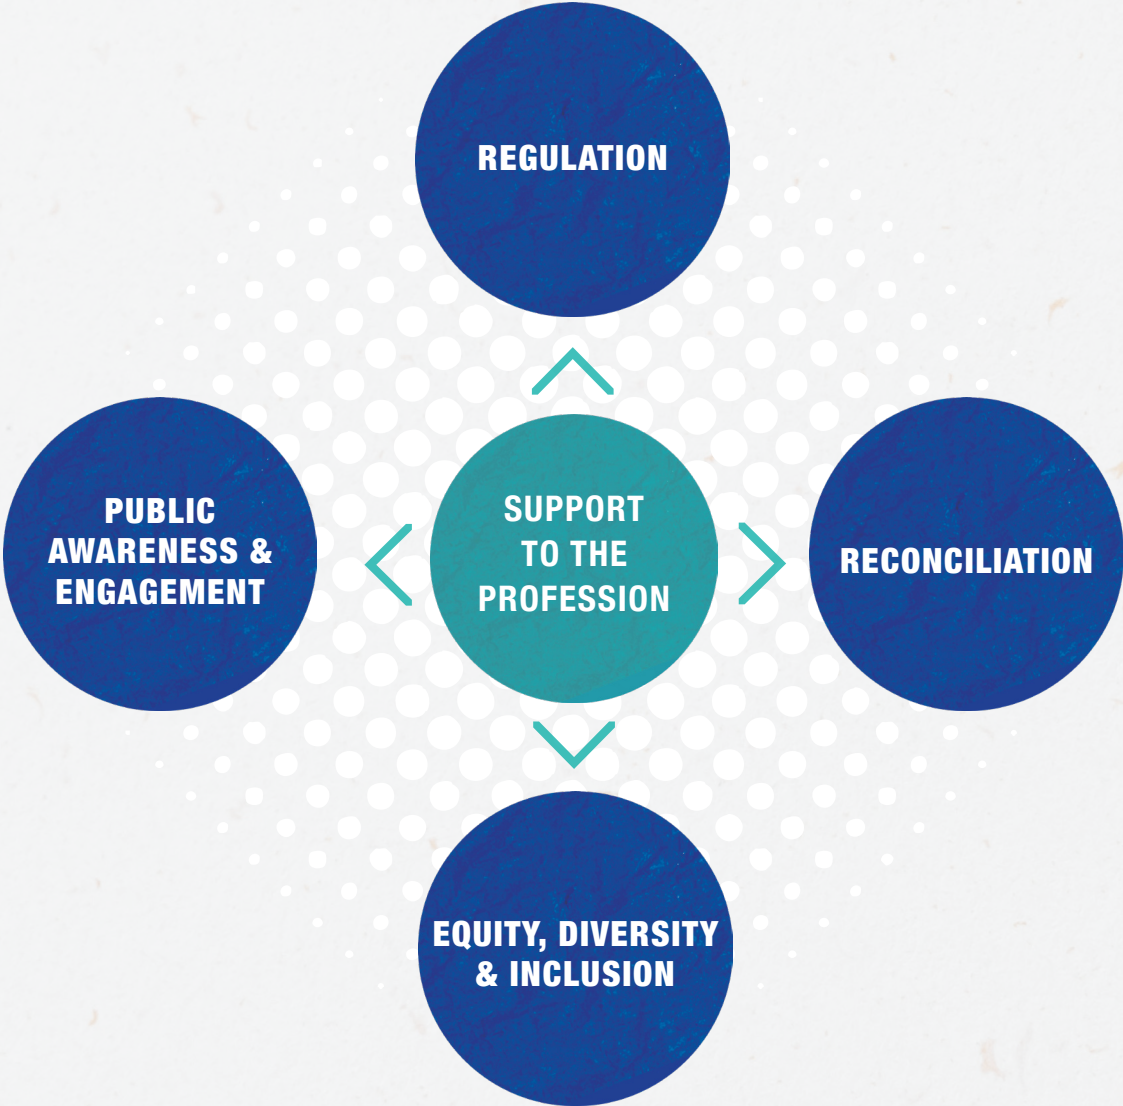 REGULATION
PUBLIC
AWARENESS &
ENGAGEMENT
SUPPORT
TO THE
PROFESSION
RECONCILIATION
EQUITY, DIVERSITY
& INCLUSION